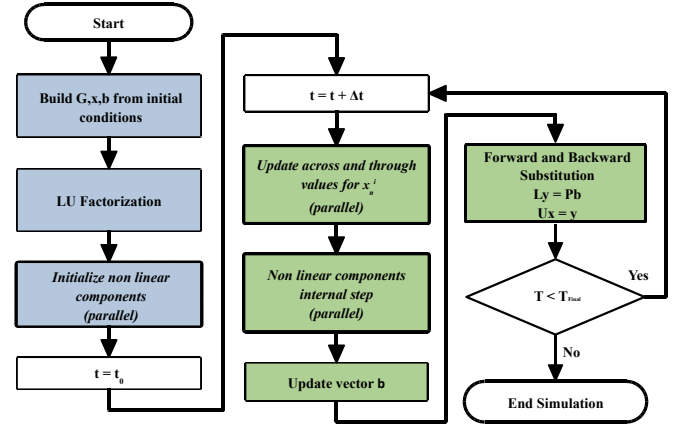 Start
Build G,x,b from initial
conditions
LU Factorization
Initialize non linear
components
(parallel)
t = t₀
t = t + Δt
Update across and through
values for xₙⁱ
(parallel)
Non linear components
internal step
(parallel)
Update vector b
Forward and Backward
Substitution
Ly = Pb
Ux = y
T < T_Final
Yes
No
End Simulation